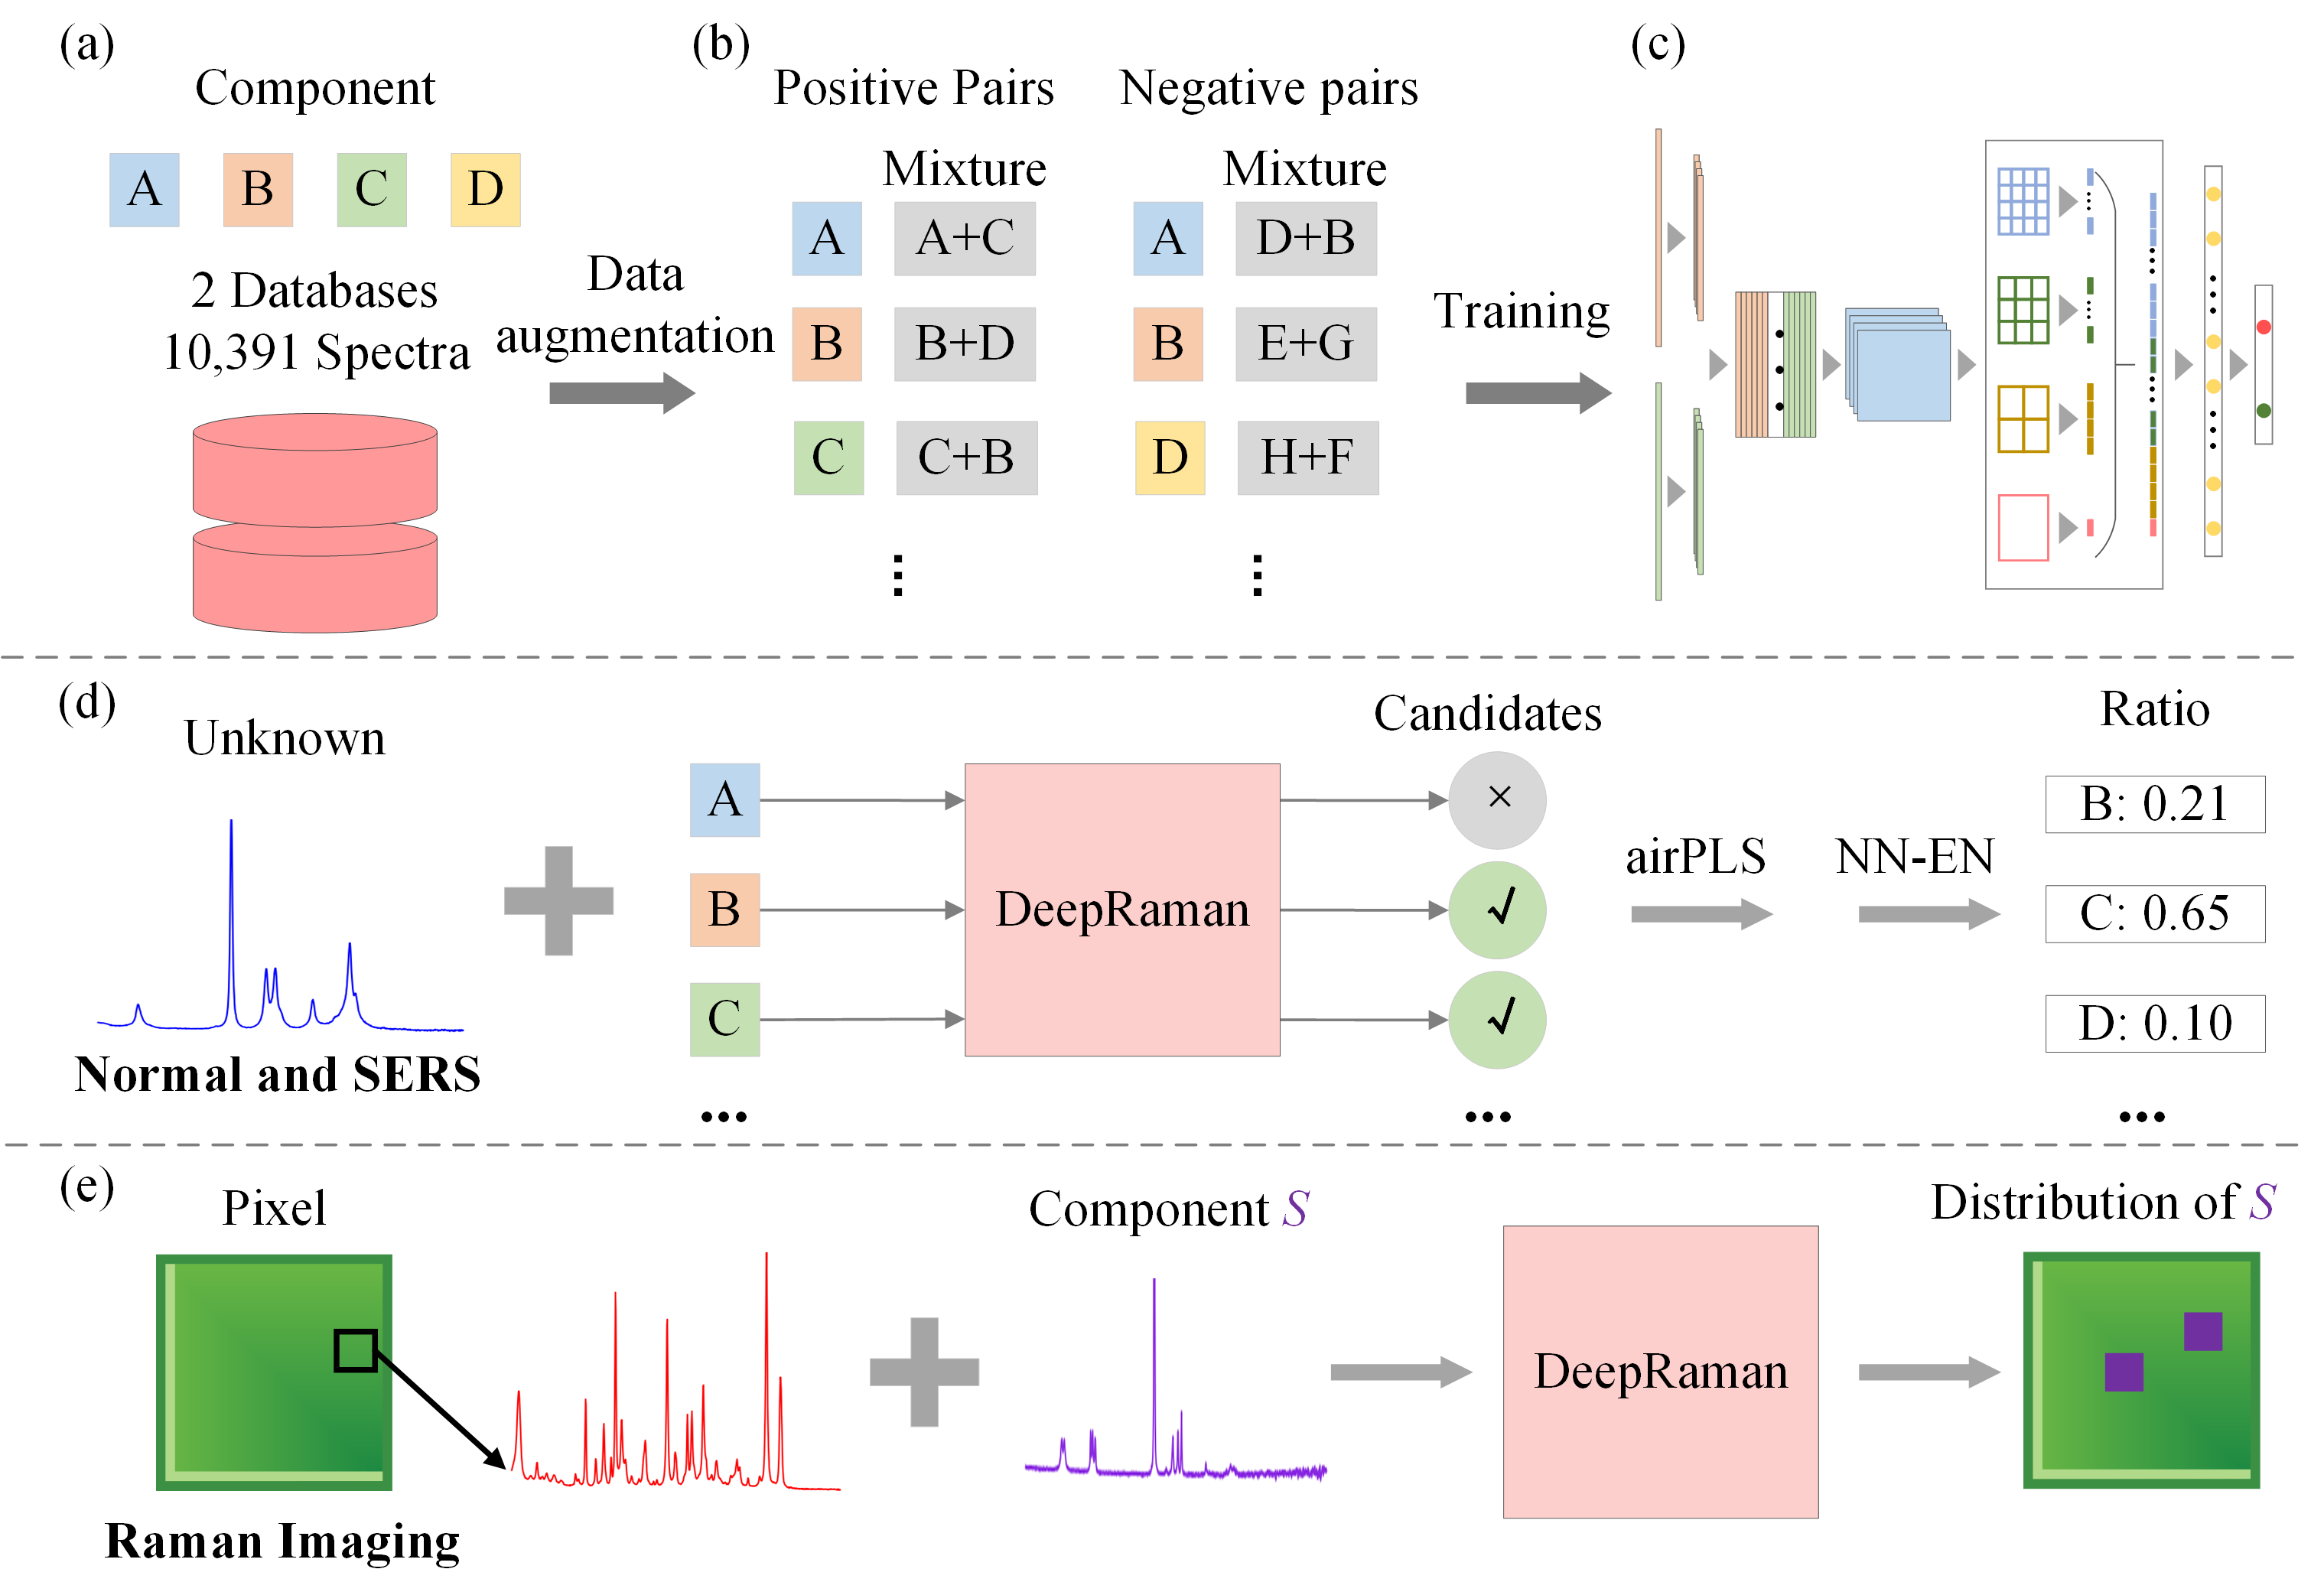 (a)
Component
A B C D
2 Databases
10,391 Spectra
Data
augmentation
(b)
Positive Pairs
Negative pairs
Mixture
Mixture
A A+C
A D+B
B B+D
B E+G
C C+B
D H+F
Training
(c)
(d)
Unknown
Normal and SERS
A
B
C
DeepRaman
Candidates
×
√
√
airPLS
NN-EN
Ratio
B: 0.21
C: 0.65
D: 0.10
(e)
Pixel
Raman Imaging
Component S
DeepRaman
Distribution of S